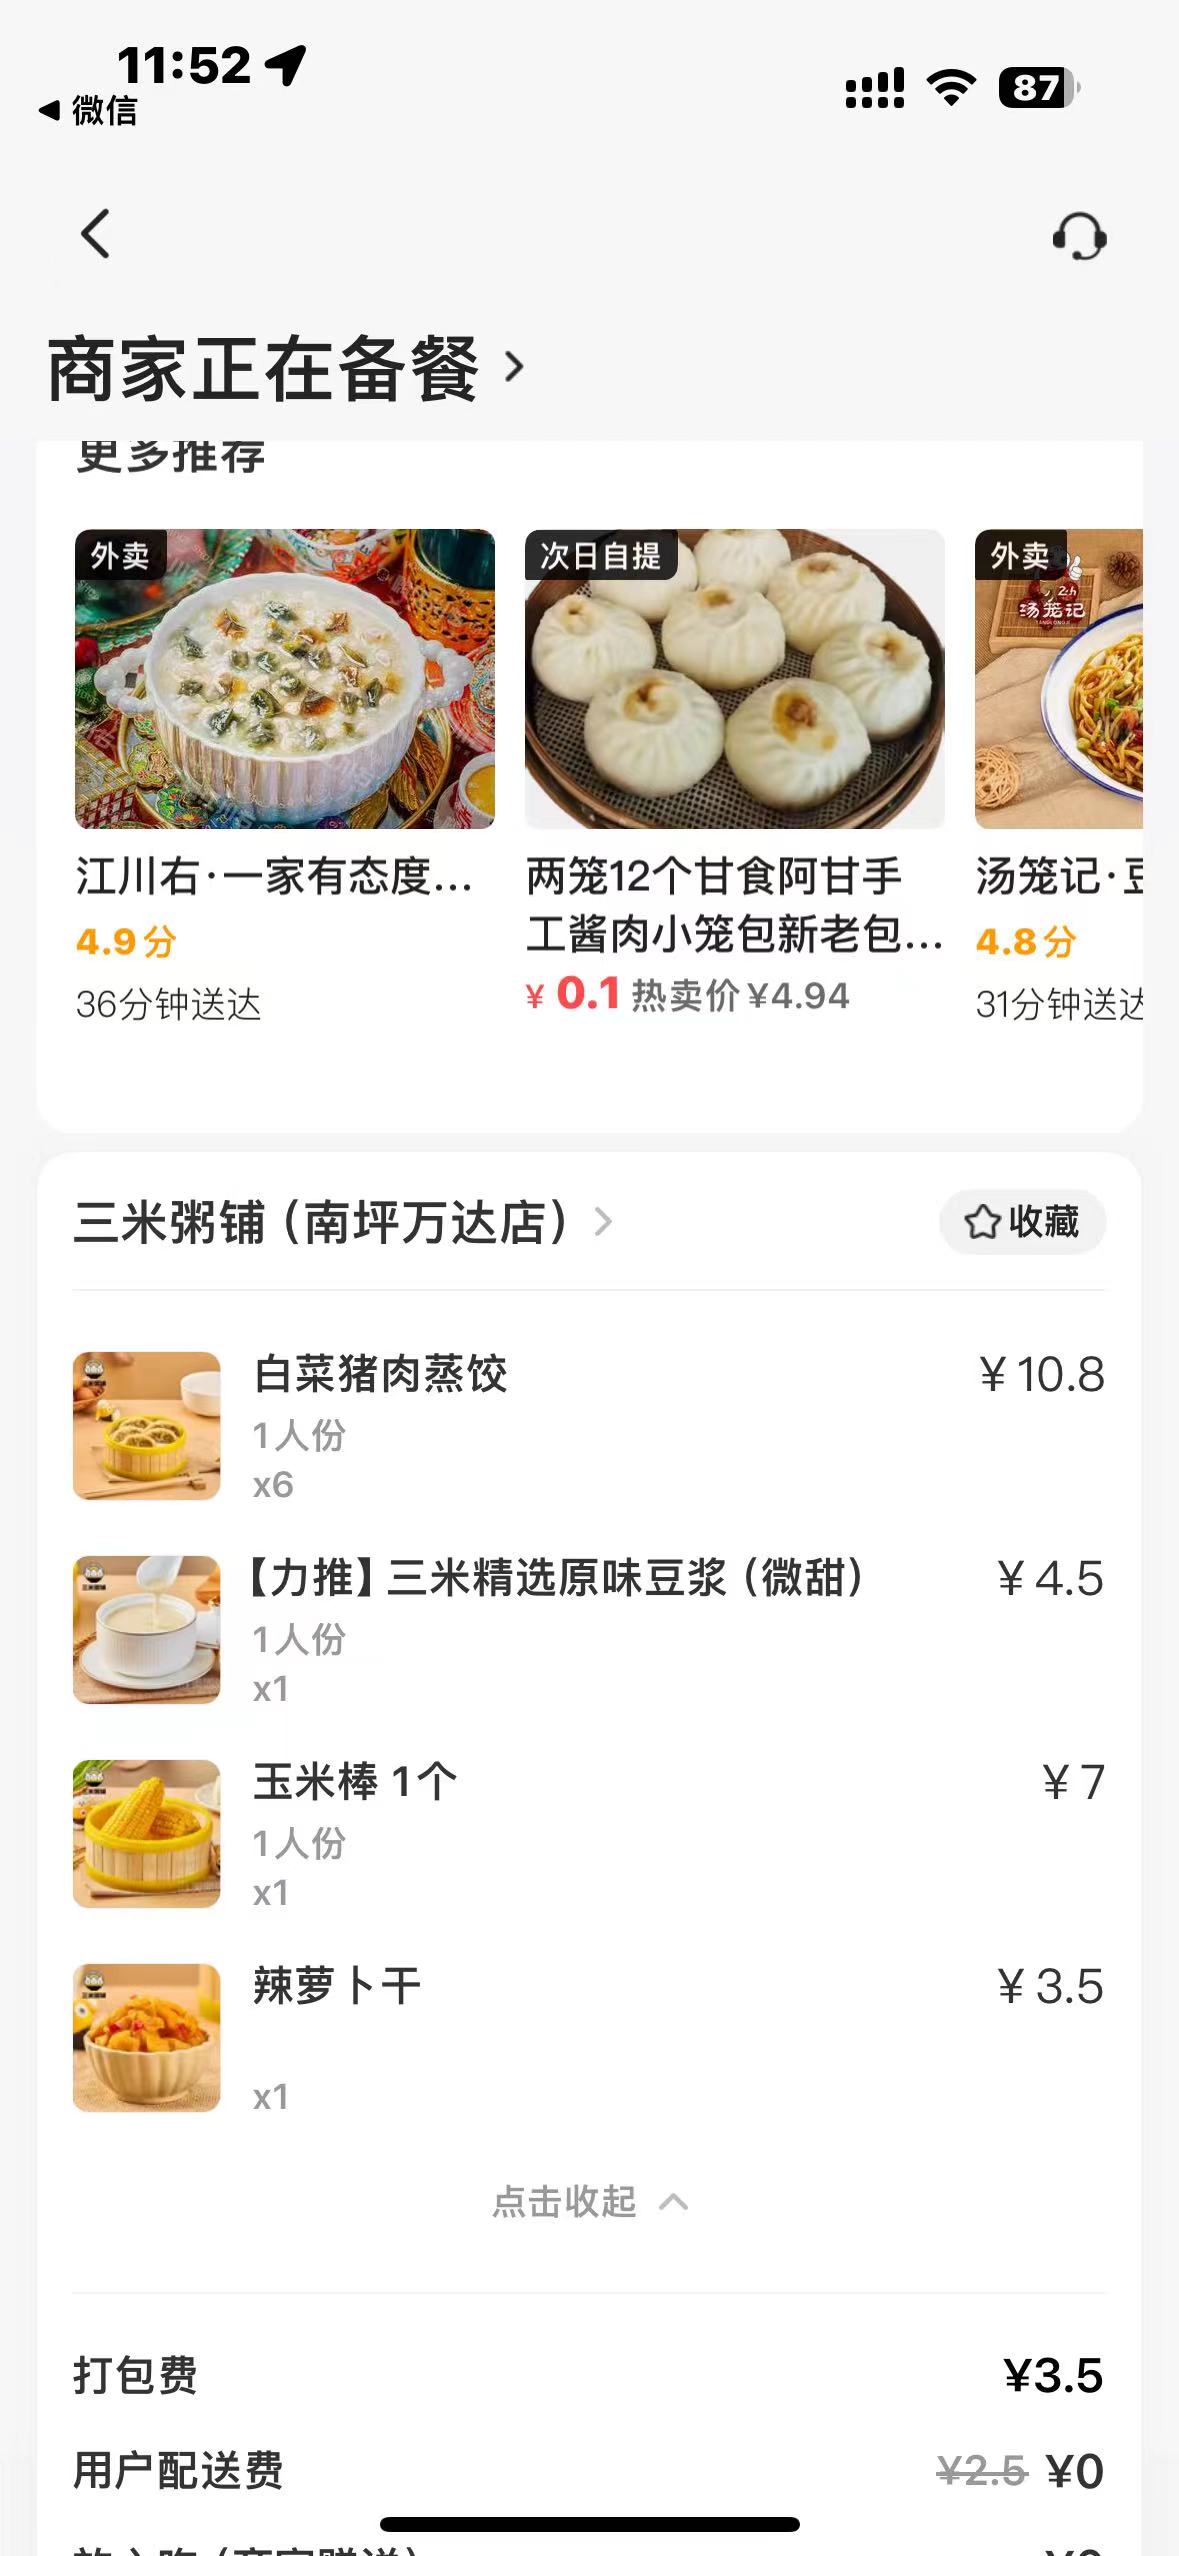 11:52
87
微信
商家正在备餐
更多推荐
外卖
次日自提
外卖
汤笼记
江川右·一家有态度...
两笼12个甘食阿甘手
工酱肉小笼包新老包...
汤笼记·豆
4.9分
4.8分
¥ 0.1 热卖价¥4.94
36分钟送达
31分钟送达
三米粥铺（南坪万达店）
收藏
白菜猪肉蒸饺
¥ 10.8
1人份
x6
【力推】三米精选原味豆浆（微甜）
¥ 4.5
1人份
x1
玉米棒 1个
¥ 7
1人份
x1
辣萝卜干
¥ 3.5
x1
点击收起
打包费
¥3.5
用户配送费
¥2.5 ¥0